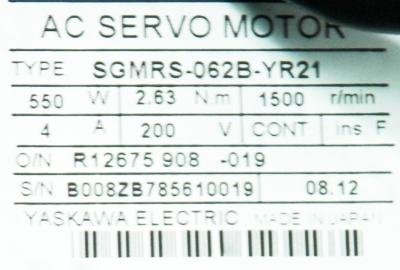 AC SERVO MOTOR
TYPE SGMRS-062B-YR21
550 W 2.63 N.m 1500 r/min
4 A 200 V CONT. ins. F
O/N R12675 908 -019
S/N B008ZB785610019 08.12
YASKAWA ELECTRIC MADE IN JAPAN